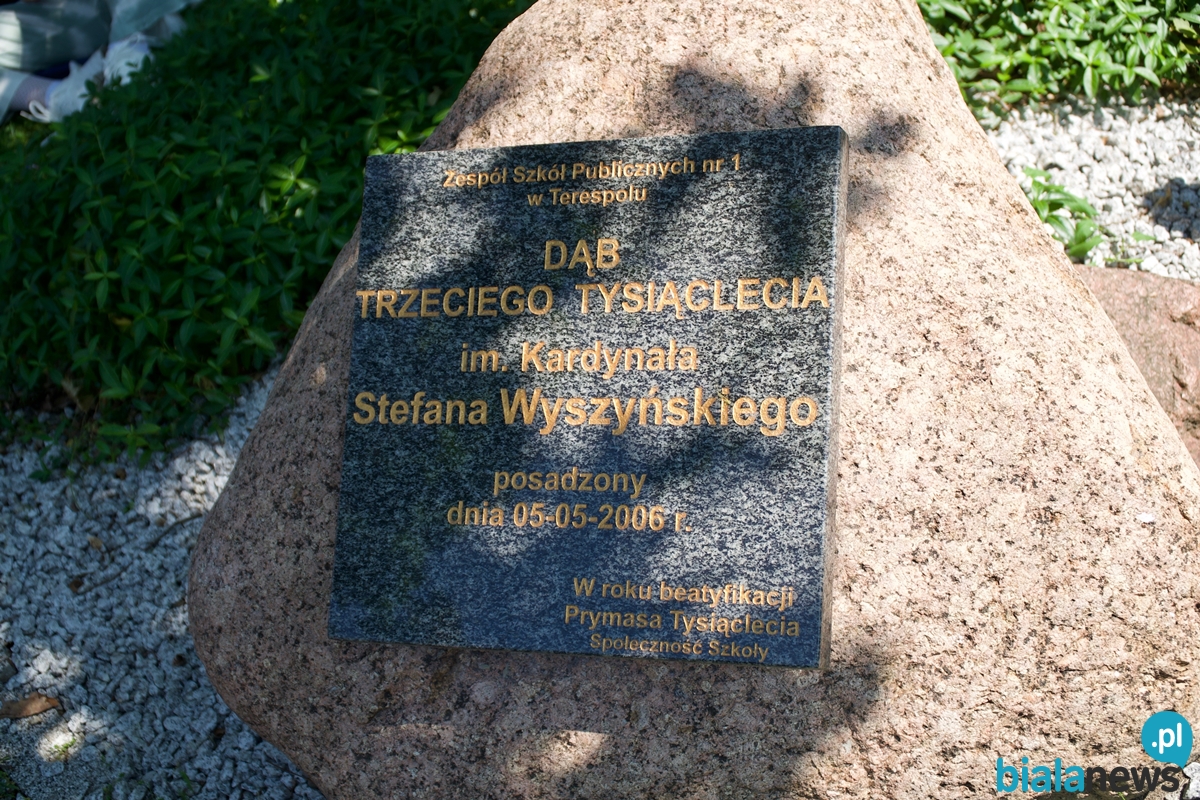 Zespół Szkół Publicznych nr 1
w Terespolu
DĄB
TRZECIEGO TYSIĄCLECIA
im. Kardynała
Stefana Wyszyńskiego
posadzony
dnia 05-05-2006 r.
W roku beatyfikacji
Prymasa Tysiąclecia
Społeczność Szkoły
.pl
bialanews